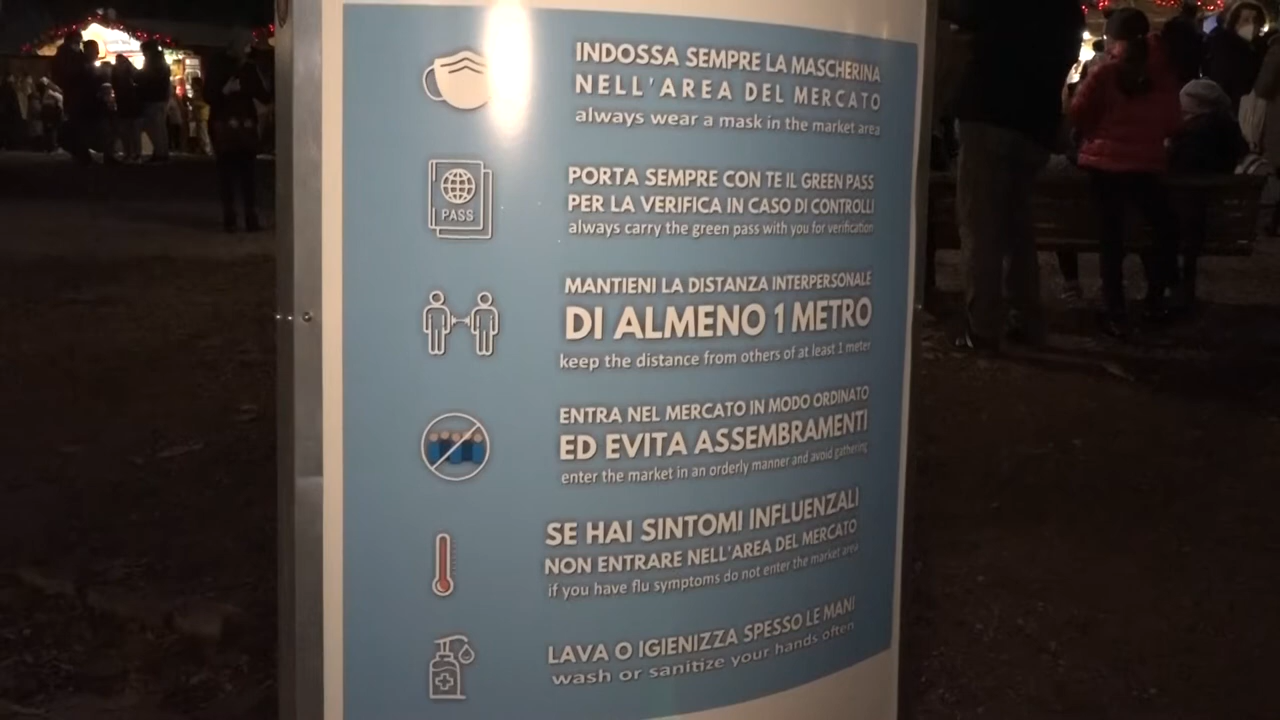 INDOSSA SEMPRE LA MASCHERINA
NELL'AREA DEL MERCATO
always wear a mask in the market area
PASS
PORTA SEMPRE CON TE IL GREEN PASS
PER LA VERIFICA IN CASO DI CONTROLLI
always carry the green pass with you for verification
MANTIENI LA DISTANZA INTERPERSONALE
DI ALMENO 1 METRO
keep the distance from others of at least 1 meter
ENTRA NEL MERCATO IN MODO ORDINATO
ED EVITA ASSEMBRAMENTI
enter the market in an orderly manner and avoid gathering
SE HAI SINTOMI INFLUENZALI
NON ENTRARE NELL'AREA DEL MERCATO
if you have flu symptoms do not enter the market area
LAVA O IGIENIZZA SPESSO LE MANI
wash or sanitize your hands often